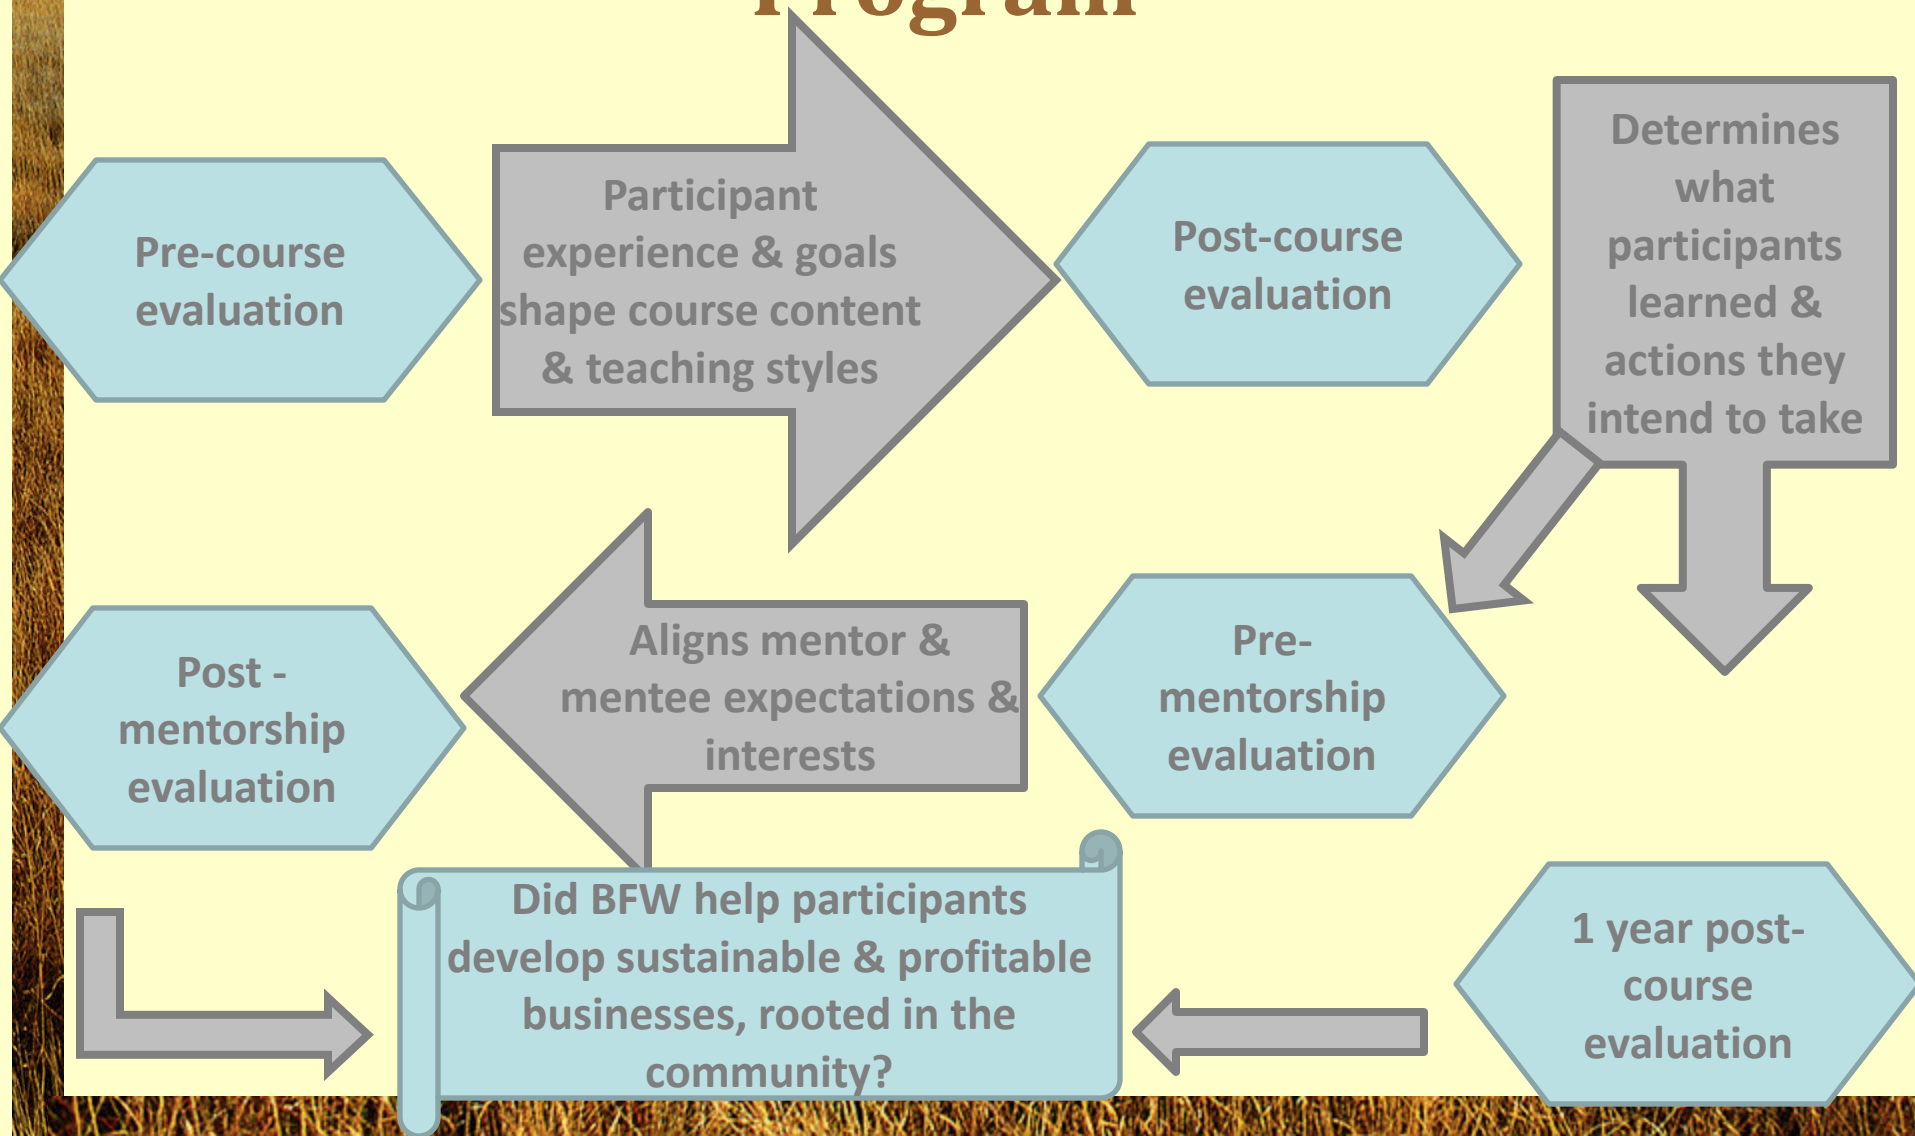 Program
Pre-course
evaluation
Participant
experience & goals
shape course content
& teaching styles
Post-course
evaluation
Determines
what
participants
learned &
actions they
intend to take
Pre-
mentorship
evaluation
Aligns mentor &
mentee expectations &
interests
Post -
mentorship
evaluation
Did BFW help participants
develop sustainable & profitable
businesses, rooted in the
community?
1 year post-
course
evaluation